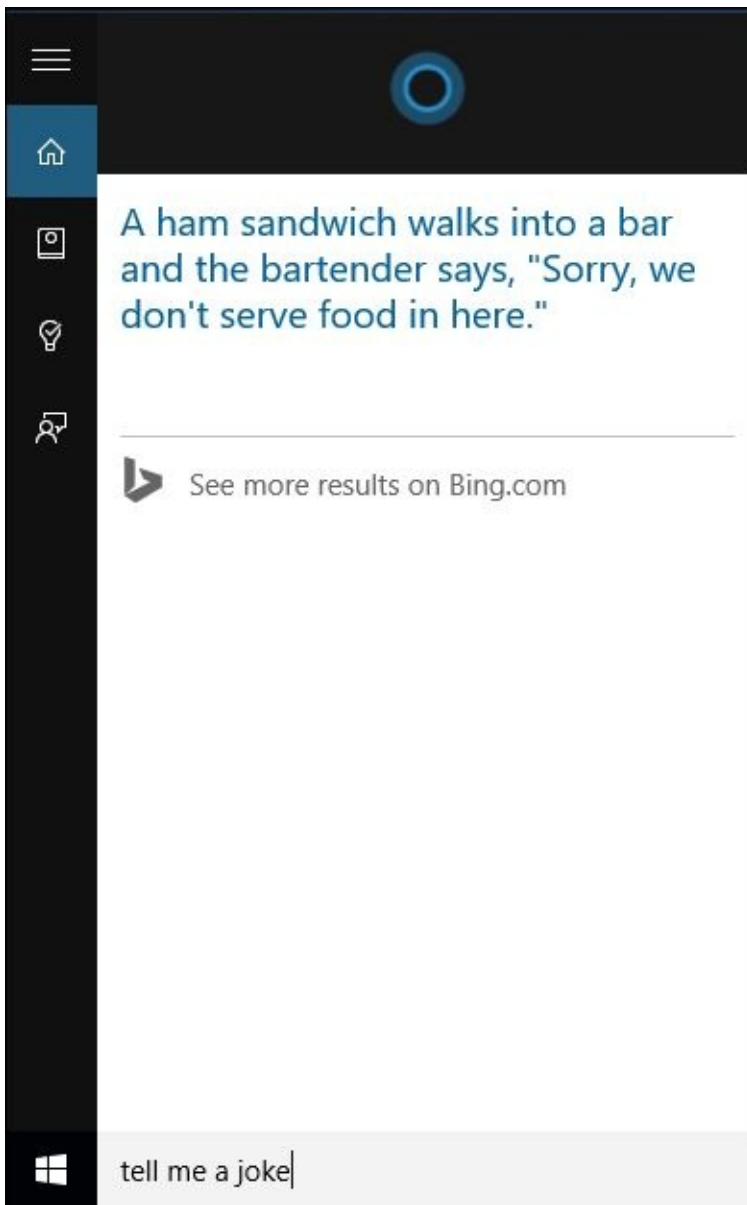 A ham sandwich walks into a bar
and the bartender says, "Sorry, we
don't serve food in here."
See more results on Bing.com
tell me a joke